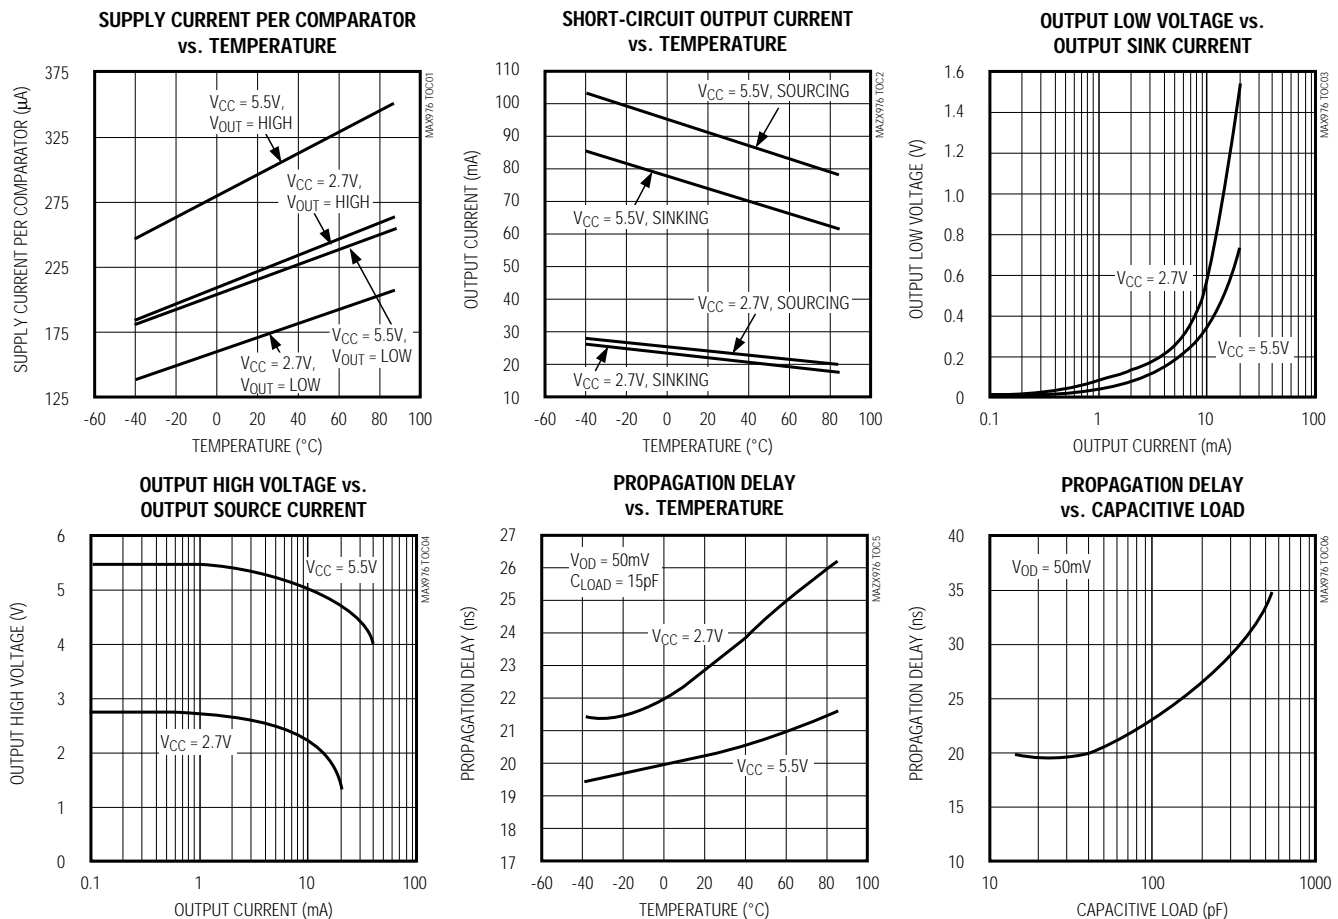 SUPPLY CURRENT PER COMPARATOR
vs. TEMPERATURE
375
325
275
225
175
125
SUPPLY CURRENT PER COMPARATOR (µA)
VCC = 5.5V,
VOUT = HIGH
VCC = 2.7V,
VOUT = HIGH
VCC = 5.5V,
VOUT = LOW
VCC = 2.7V,
VOUT = LOW
MAX976 TOC01
-60 -40 -20 0 20 40 60 80 100
TEMPERATURE (°C)
SHORT-CIRCUIT OUTPUT CURRENT
vs. TEMPERATURE
110
100
90
80
70
60
50
40
30
20
10
OUTPUT CURRENT (mA)
VCC = 5.5V, SOURCING
VCC = 5.5V, SINKING
VCC = 2.7V, SOURCING
VCC = 2.7V, SINKING
MAZX976 TOC2
-60 -40 -20 0 20 40 60 80 100
TEMPERATURE (°C)
OUTPUT LOW VOLTAGE vs.
OUTPUT SINK CURRENT
1.6
1.4
1.2
1.0
0.8
0.6
0.4
0.2
0
OUTPUT LOW VOLTAGE (V)
VCC = 2.7V
VCC = 5.5V
MAX976 TOC03
0.1 1 10 100
OUTPUT CURRENT (mA)
OUTPUT HIGH VOLTAGE vs.
OUTPUT SOURCE CURRENT
6
5
4
3
2
1
0
OUTPUT HIGH VOLTAGE (V)
VCC = 5.5V
VCC = 2.7V
MAX976 TOC04
0.1 1 10 100
OUTPUT CURRENT (mA)
PROPAGATION DELAY
vs. TEMPERATURE
27
26
25
24
23
22
21
20
19
18
17
PROPAGATION DELAY (ns)
VOD = 50mV
CLOAD = 15pF
VCC = 2.7V
VCC = 5.5V
MAZX976 TOC5
-60 -40 -20 0 20 40 60 80 100
TEMPERATURE (°C)
PROPAGATION DELAY
vs. CAPACITIVE LOAD
40
35
30
25
20
15
10
PROPAGATION DELAY (ns)
VOD = 50mV
MAX976 TOC06
10 100 1000
CAPACITIVE LOAD (pF)